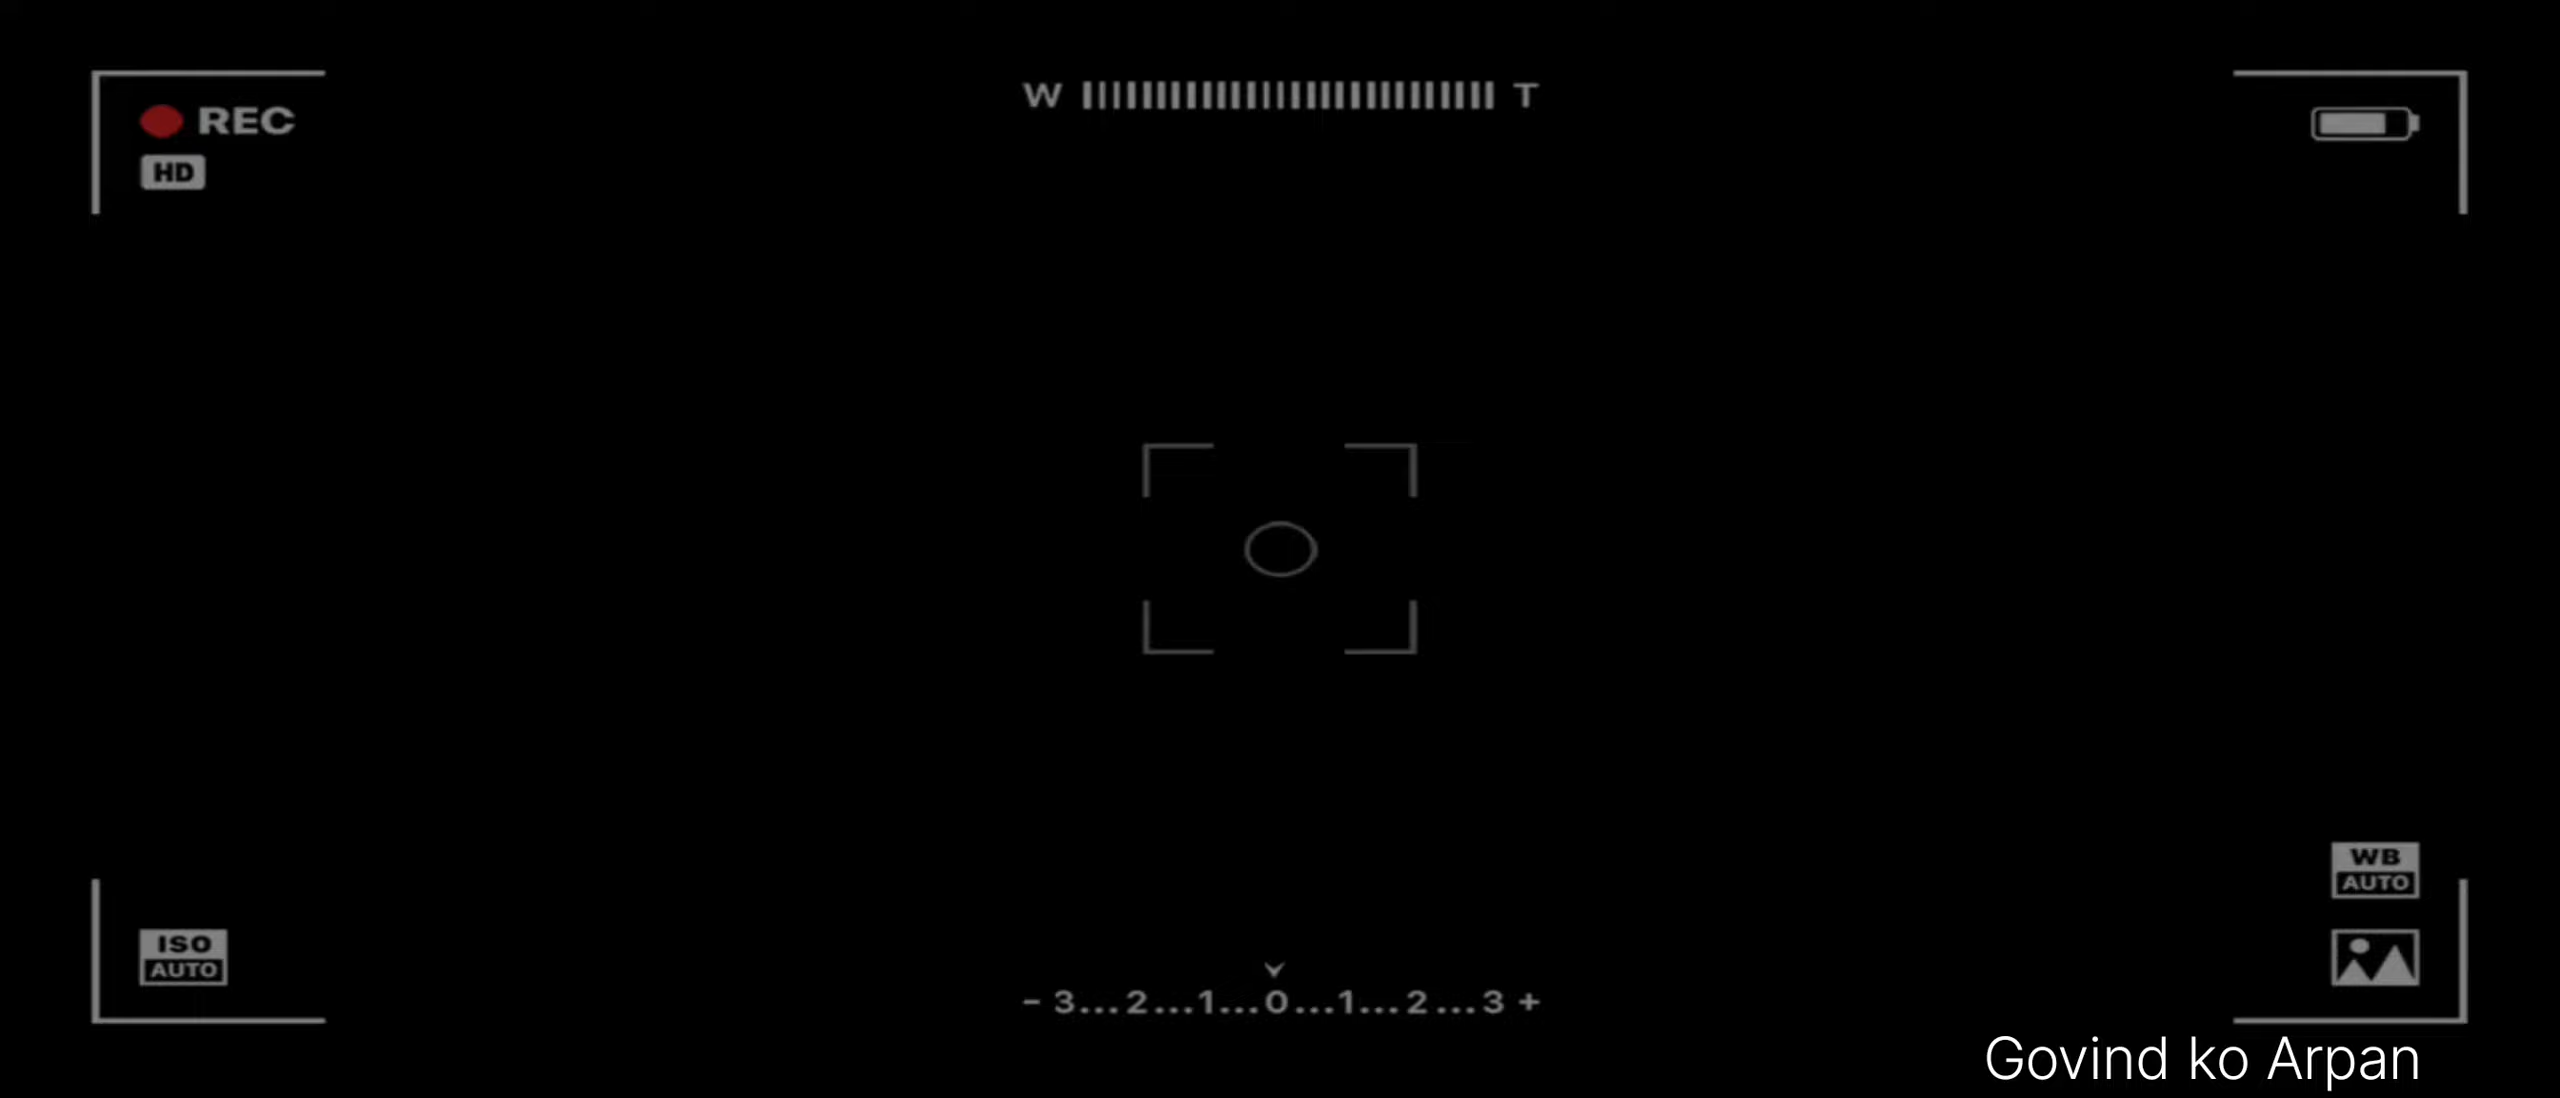 W T
REC
HD
WB
AUTO
ISO
AUTO
- 3...2...1...0...1...2...3 +
Govind ko Arpan